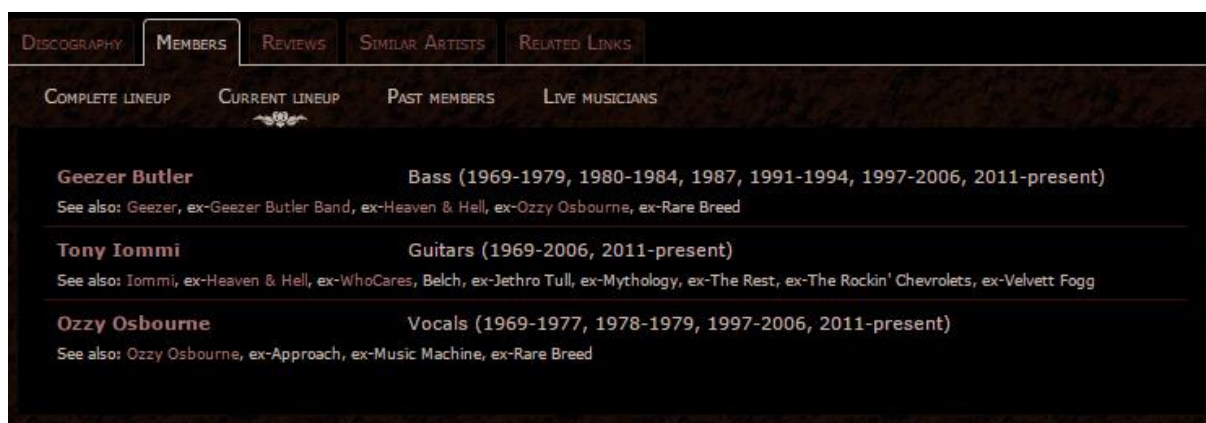 Discography Members Reviews Similar Artists Related Links
Complete lineup Current lineup Past members Live musicians
Geezer Butler Bass (1969-1979, 1980-1984, 1987, 1991-1994, 1997-2006, 2011-present)
See also: Geezer, ex-Geezer Butler Band, ex-Heaven & Hell, ex-Ozzy Osbourne, ex-Rare Breed
Tony Iommi Guitars (1969-2006, 2011-present)
See also: Iommi, ex-Heaven & Hell, ex-WhoCares, Belch, ex-Jethro Tull, ex-Mythology, ex-The Rest, ex-The Rockin' Chevrolets, ex-Velvett Fogg
Ozzy Osbourne Vocals (1969-1977, 1978-1979, 1997-2006, 2011-present)
See also: Ozzy Osbourne, ex-Approach, ex-Music Machine, ex-Rare Breed